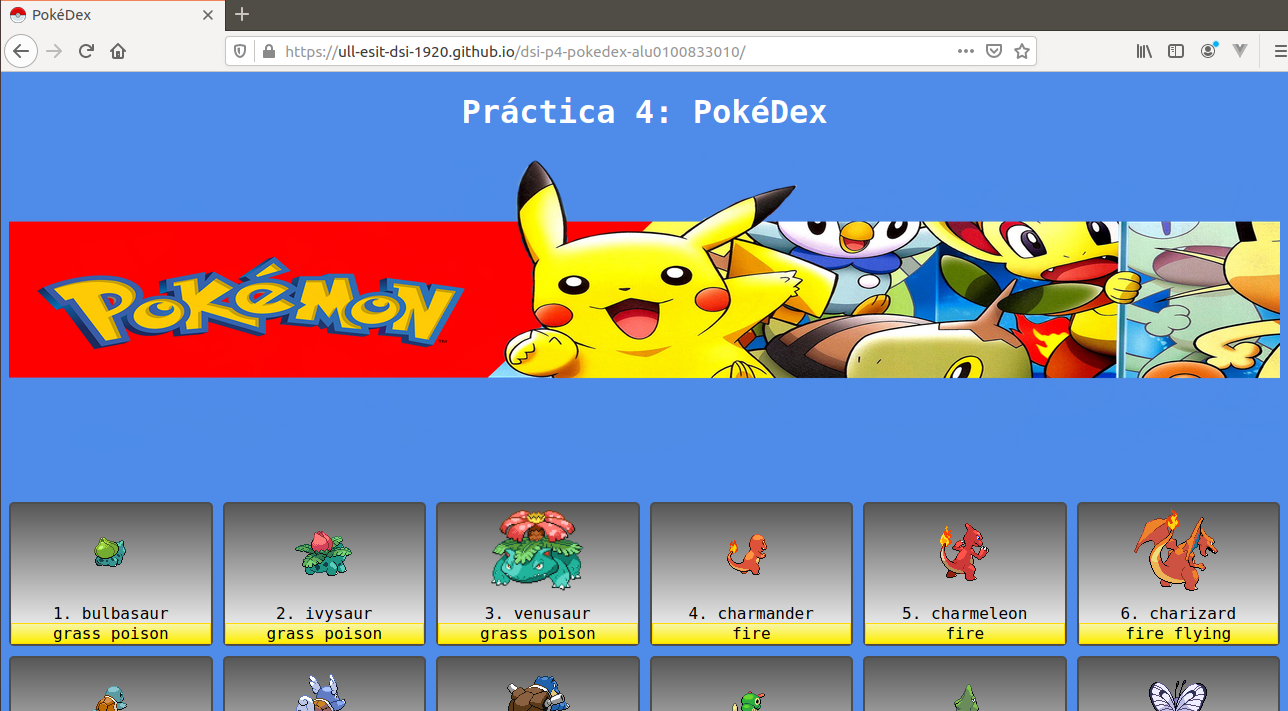 PokéDex
https://ull-esit-dsi-1920.github.io/dsi-p4-pokedex-alu0100833010/
Práctica 4: PokéDex
POKéMON
TM
1. bulbasaur
grass poison
2. ivysaur
grass poison
3. venusaur
grass poison
4. charmander
fire
5. charmeleon
fire
6. charizard
fire flying